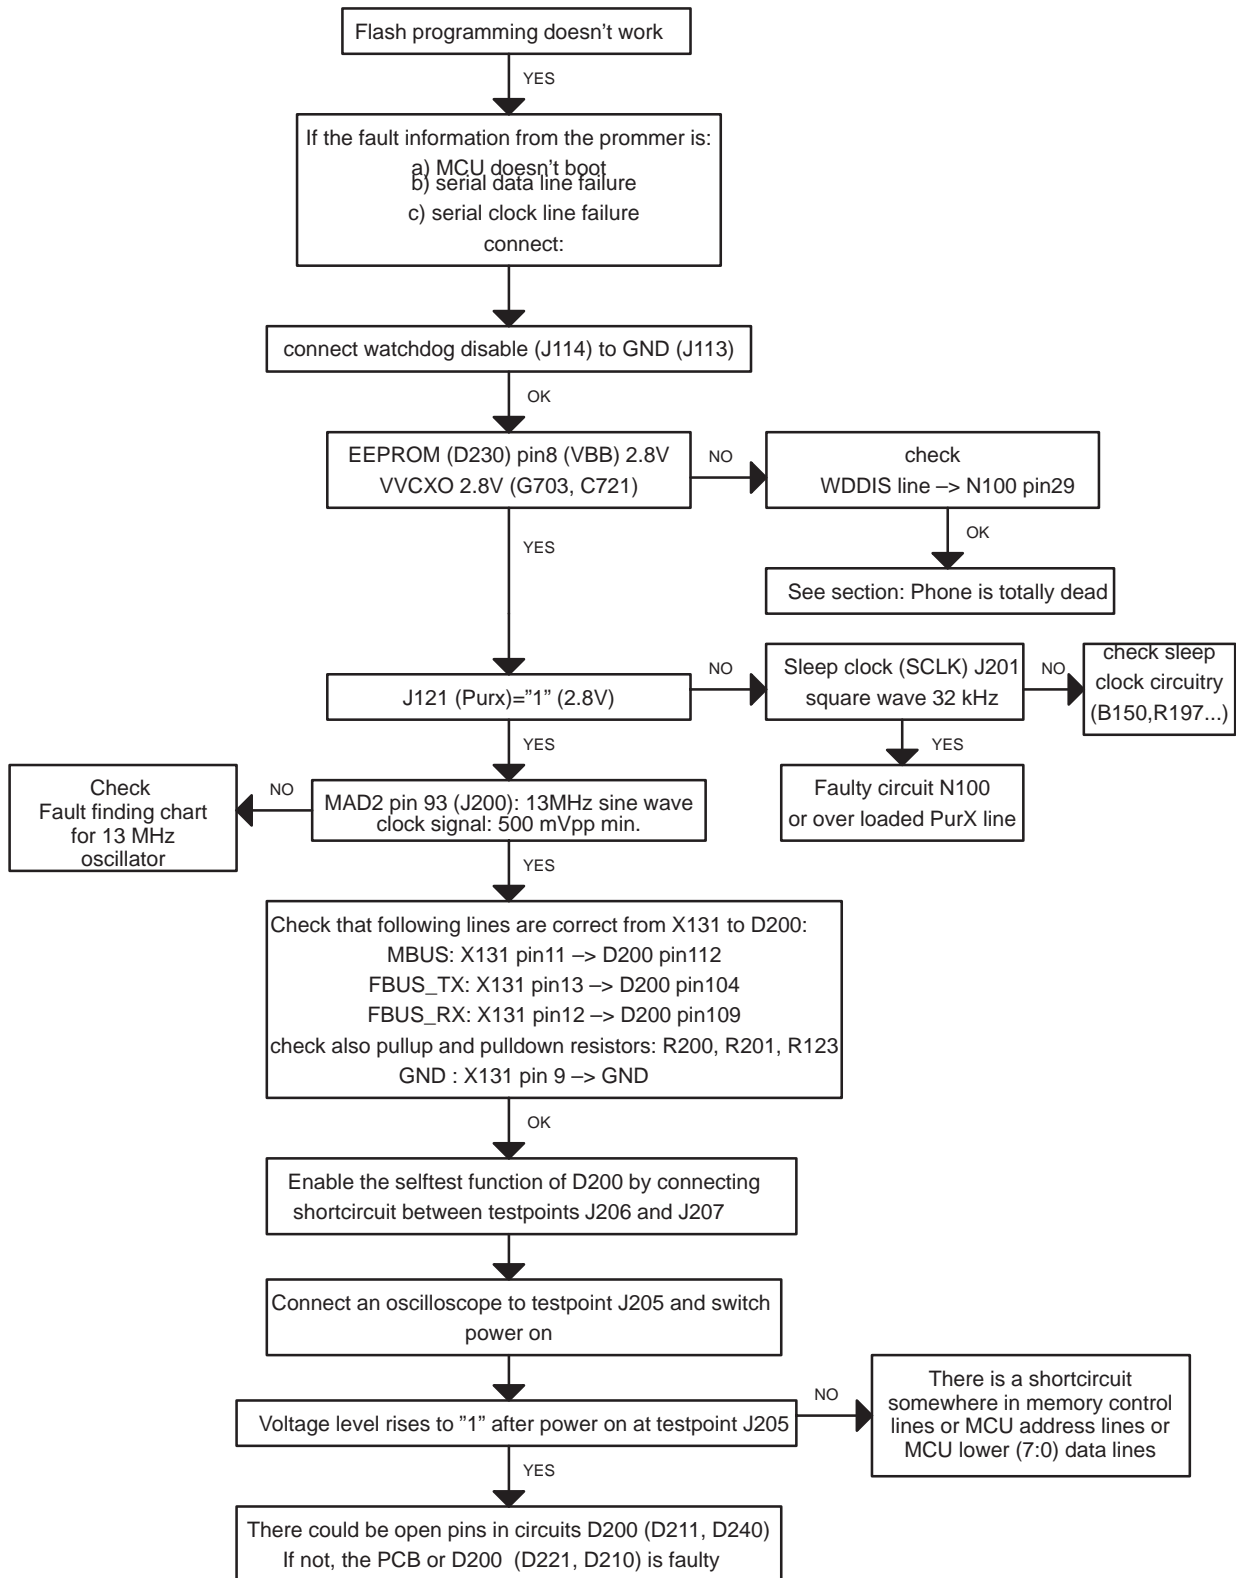 Flash programming doesn't work
YES
If the fault information from the prommer is:
a) MCU doesn't boot
b) serial data line failure
c) serial clock line failure
connect:
connect watchdog disable (J114) to GND (J113)
OK
EEPROM (D230) pin8 (VBB) 2.8V
VVCXO 2.8V (G703, C721)
NO
check
WDDIS line –> N100 pin29
OK
See section: Phone is totally dead
YES
J121 (Purx)=”1” (2.8V)
NO
Sleep clock (SCLK) J201
square wave 32 kHz
NO
check sleep
clock circuitry
(B150,R197...)
YES
Faulty circuit N100
or over loaded PurX line
YES
MAD2 pin 93 (J200): 13MHz sine wave
clock signal: 500 mVpp min.
NO
Check
Fault finding chart
for 13 MHz
oscillator
YES
Check that following lines are correct from X131 to D200:
MBUS: X131 pin11 –> D200 pin112
FBUS_TX: X131 pin13 –> D200 pin104
FBUS_RX: X131 pin12 –> D200 pin109
check also pullup and pulldown resistors: R200, R201, R123
GND : X131 pin 9 –> GND
OK
Enable the selftest function of D200 by connecting
shortcircuit between testpoints J206 and J207
Connect an oscilloscope to testpoint J205 and switch
power on
Voltage level rises to ”1” after power on at testpoint J205
NO
There is a shortcircuit
somewhere in memory control
lines or MCU address lines or
MCU lower (7:0) data lines
YES
There could be open pins in circuits D200 (D211, D240)
If not, the PCB or D200 (D221, D210) is faulty